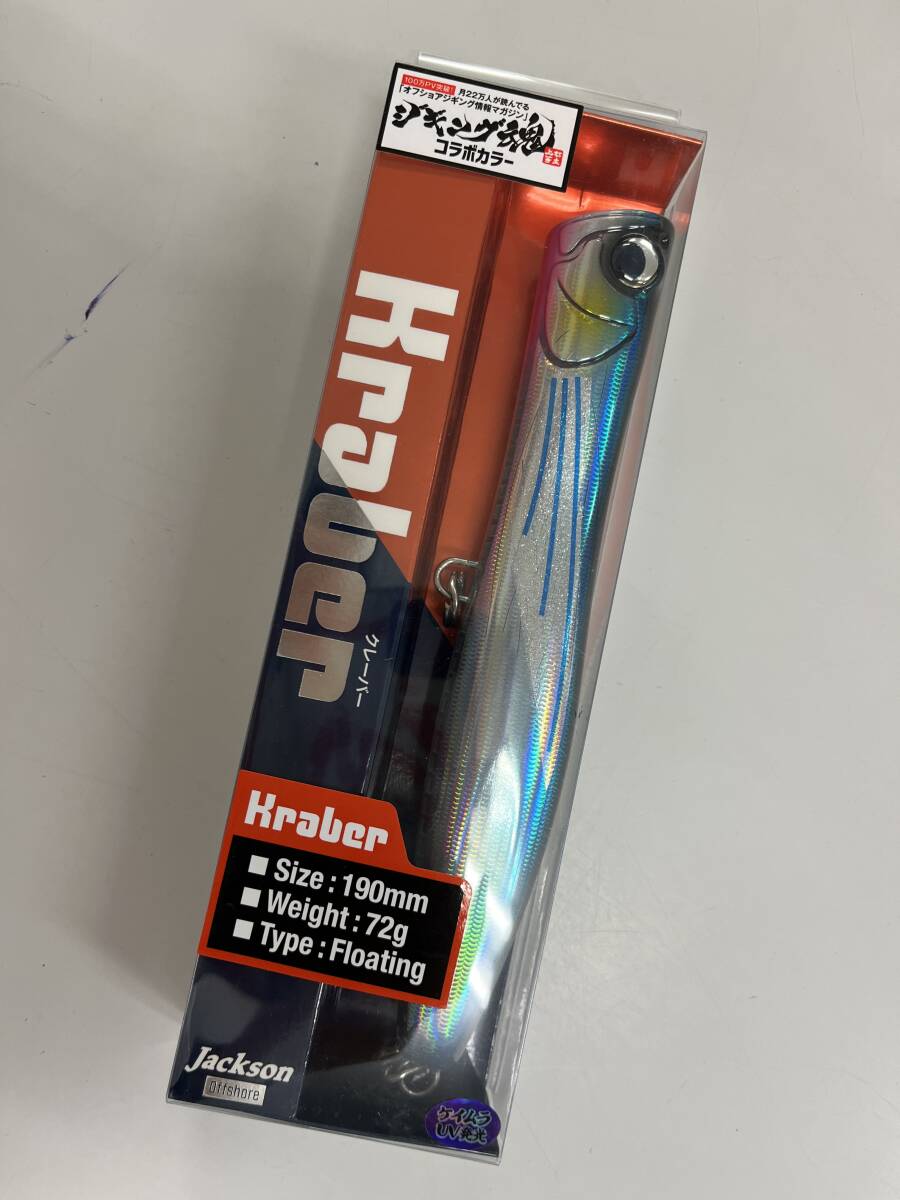 100万PV突破! 月22万人が読んでる
「オフショアジギング情報マガジン」
ジギング魂
コラボカラー
Kraber
クレーバー
Kraber
■ Size : 190mm
■ Weight : 72g
■ Type : Floating
Jackson
Offshore
ケイムラ
UV発光